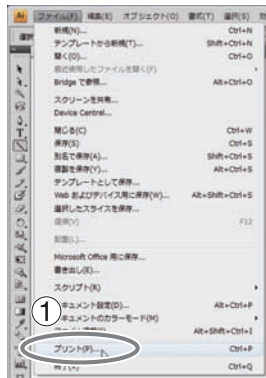 Ai
ファイル(F) 編集(E) オブジェクト(O) 書式(T) 選択(S)
新規(N)... Ctrl+N
テンプレートから新規(T)... Shift+Ctrl+N
開く(O)... Ctrl+O
最近使用したファイルを開く(F)
Bridge で参照... Alt+Ctrl+O
スクリーンを共有...
Device Central...
閉じる(C) Ctrl+W
保存(S) Ctrl+S
別名で保存(A)... Shift+Ctrl+S
複製を保存(Y)... Alt+Ctrl+S
テンプレートとして保存...
Web およびデバイス用に保存(W)... Alt+Shift+Ctrl+S
選択したスライスを保存...
復帰(V) F12
配置(L)...
Microsoft Office 用に保存...
書き出し(E)...
スクリプト(R)
①
ドキュメント設定(D)... Alt+Ctrl+P
ドキュメントのカラーモード(M)
Alt+Shift+Ctrl+I
プリント(P)... Ctrl+P
終了(X) Ctrl+Q